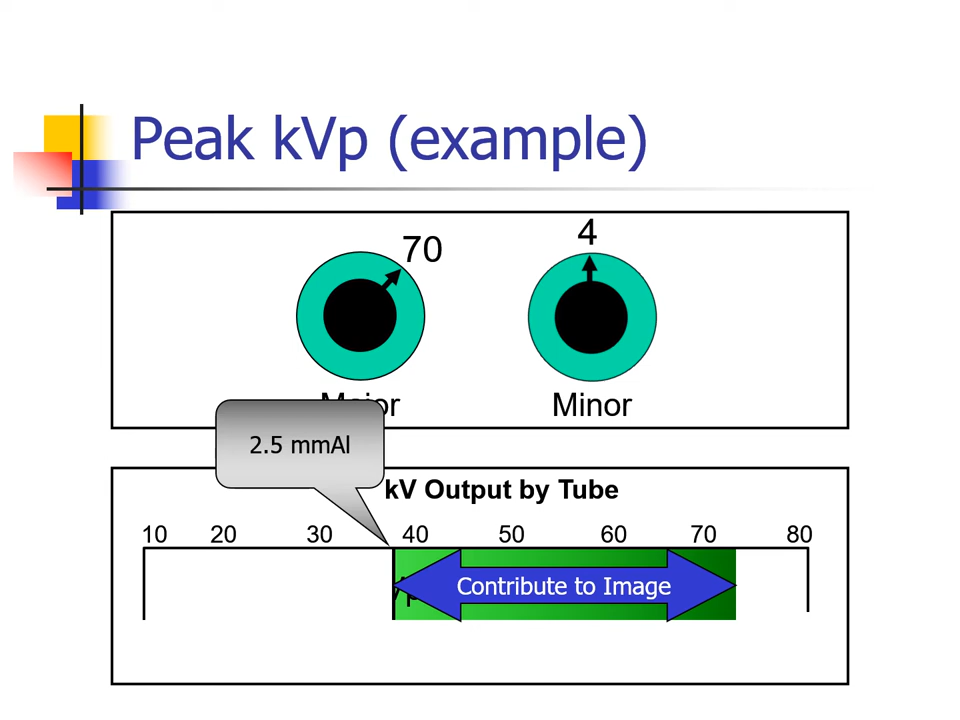 Peak kVp (example)
70
4
Major
Minor
2.5 mmAl
kV Output by Tube
10 20 30 40 50 60 70 80
Contribute to Image